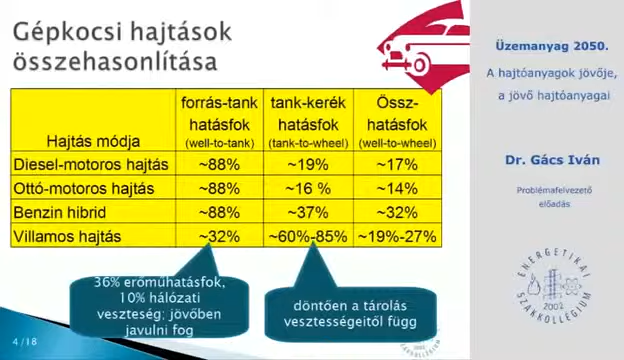 Gépkocsi hajtások
összehasonlítása
Hajtás módja
forrás-tank
hatásfok
(well-to-tank)
tank-kerék
hatásfok
(tank-to-wheel)
Össz-
hatásfok
(well-to-wheel)
Diesel-motoros hajtás ~88% ~19% ~17%
Ottó-motoros hajtás ~88% ~16 % ~14%
Benzin hibrid ~88% ~37% ~32%
Villamos hajtás ~32% ~60%-85% ~19%-27%
36% erőműhatásfok,
10% hálózati
veszteség; jövőben
javulni fog
döntően a tárolás
vesztességeitől függ
4/18
Üzemanyag 2050.
A hajtóanyagok jövője,
a jövő hajtóanyagai
Dr. Gács Iván
Problémafelvezető
előadás
ENERGETIKAI
SZAKKOLLÉGIUM
2002